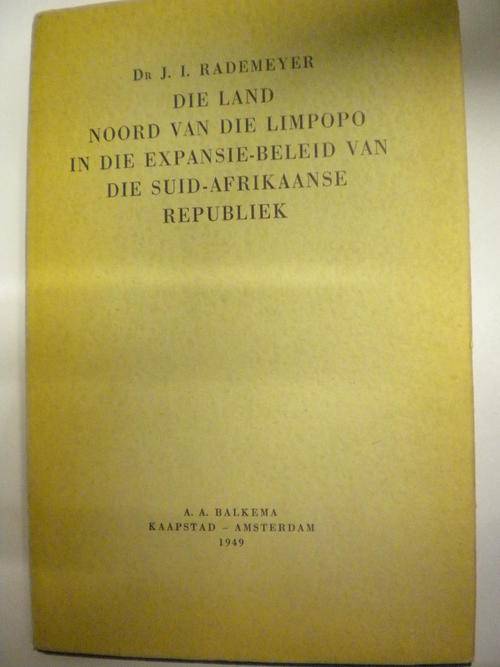 Dr J. I. RADEMEYER
DIE LAND
NOORD VAN DIE LIMPOPO
IN DIE EXPANSIE-BELEID VAN
DIE SUID-AFRIKAANSE
REPUBLIEK
A. A. BALKEMA
KAAPSTAD – AMSTERDAM
1949